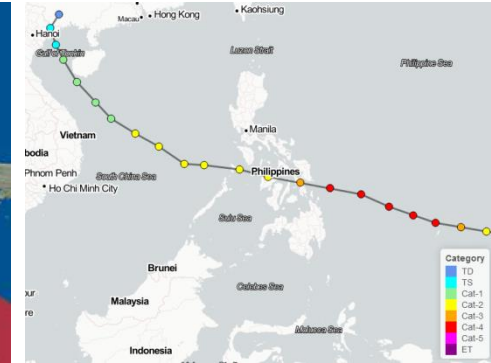 Macau
Hong Kong
Kaohsiung
Hanoi
Gulf of Tonkin
Luzon Strait
Philippine Sea
Manila
Vietnam
bodia
Phnom Penh
South China Sea
Philippines
Ho Chi Minh City
Sulu Sea
Brunei
Celebes Sea
Malaysia
ur
re
Molucca Sea
Indonesia
Category
TD
TS
Cat-1
Cat-2
Cat-3
Cat-4
Cat-5
ET